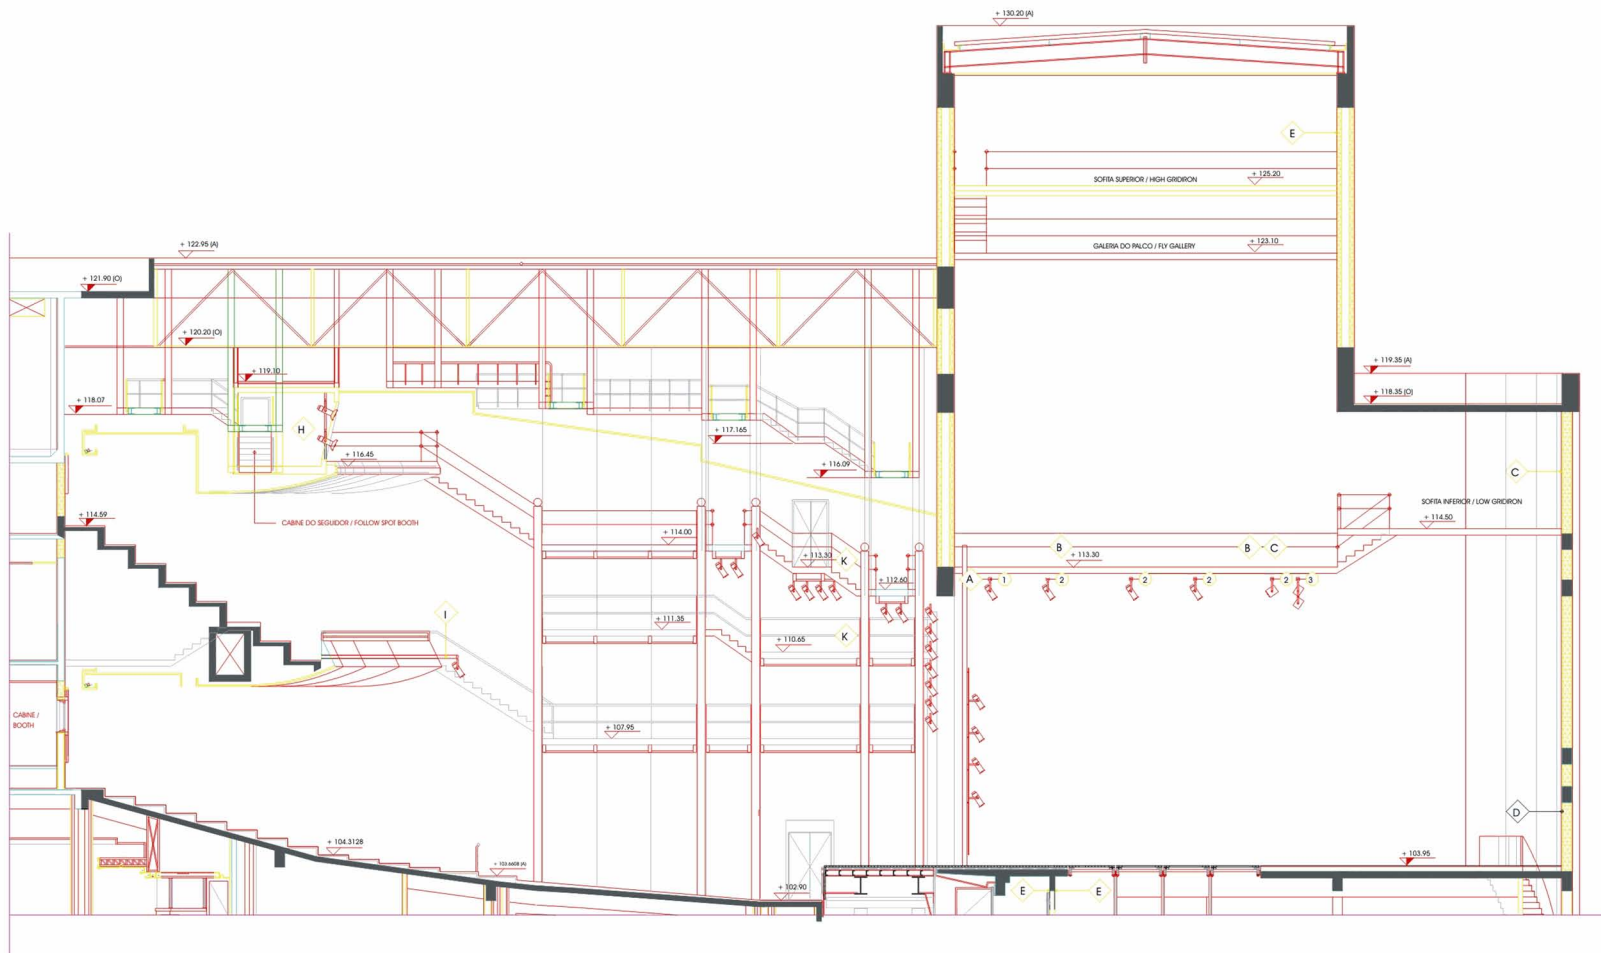 + 130.20 (A)
E
SOFITA SUPERIOR / HIGH GRIDIRON
+ 125.20
GALERIA DO PALCO / FLY GALLERY
+ 123.10
+ 122.95 (A)
+ 121.90 (O)
+ 120.20 (O)
+ 119.10
+ 119.35 (A)
+ 118.35 (O)
+ 118.07
H
+ 117.165
+ 116.45
+ 116.09
C
SOFITA INFERIOR / LOW GRIDIRON
+ 114.50
+ 114.59
CABINE DO SEGUIDOR / FOLLOW SPOT BOOTH
+ 114.00
+ 113.30
K
B
+ 113.30
B
C
+ 112.60
A
1
2
2
2
2
3
I
+ 111.35
+ 110.65
K
CABINE /
BOOTH
+ 107.95
D
+ 104.3128
+ 103.95
+ 102.90
E
E